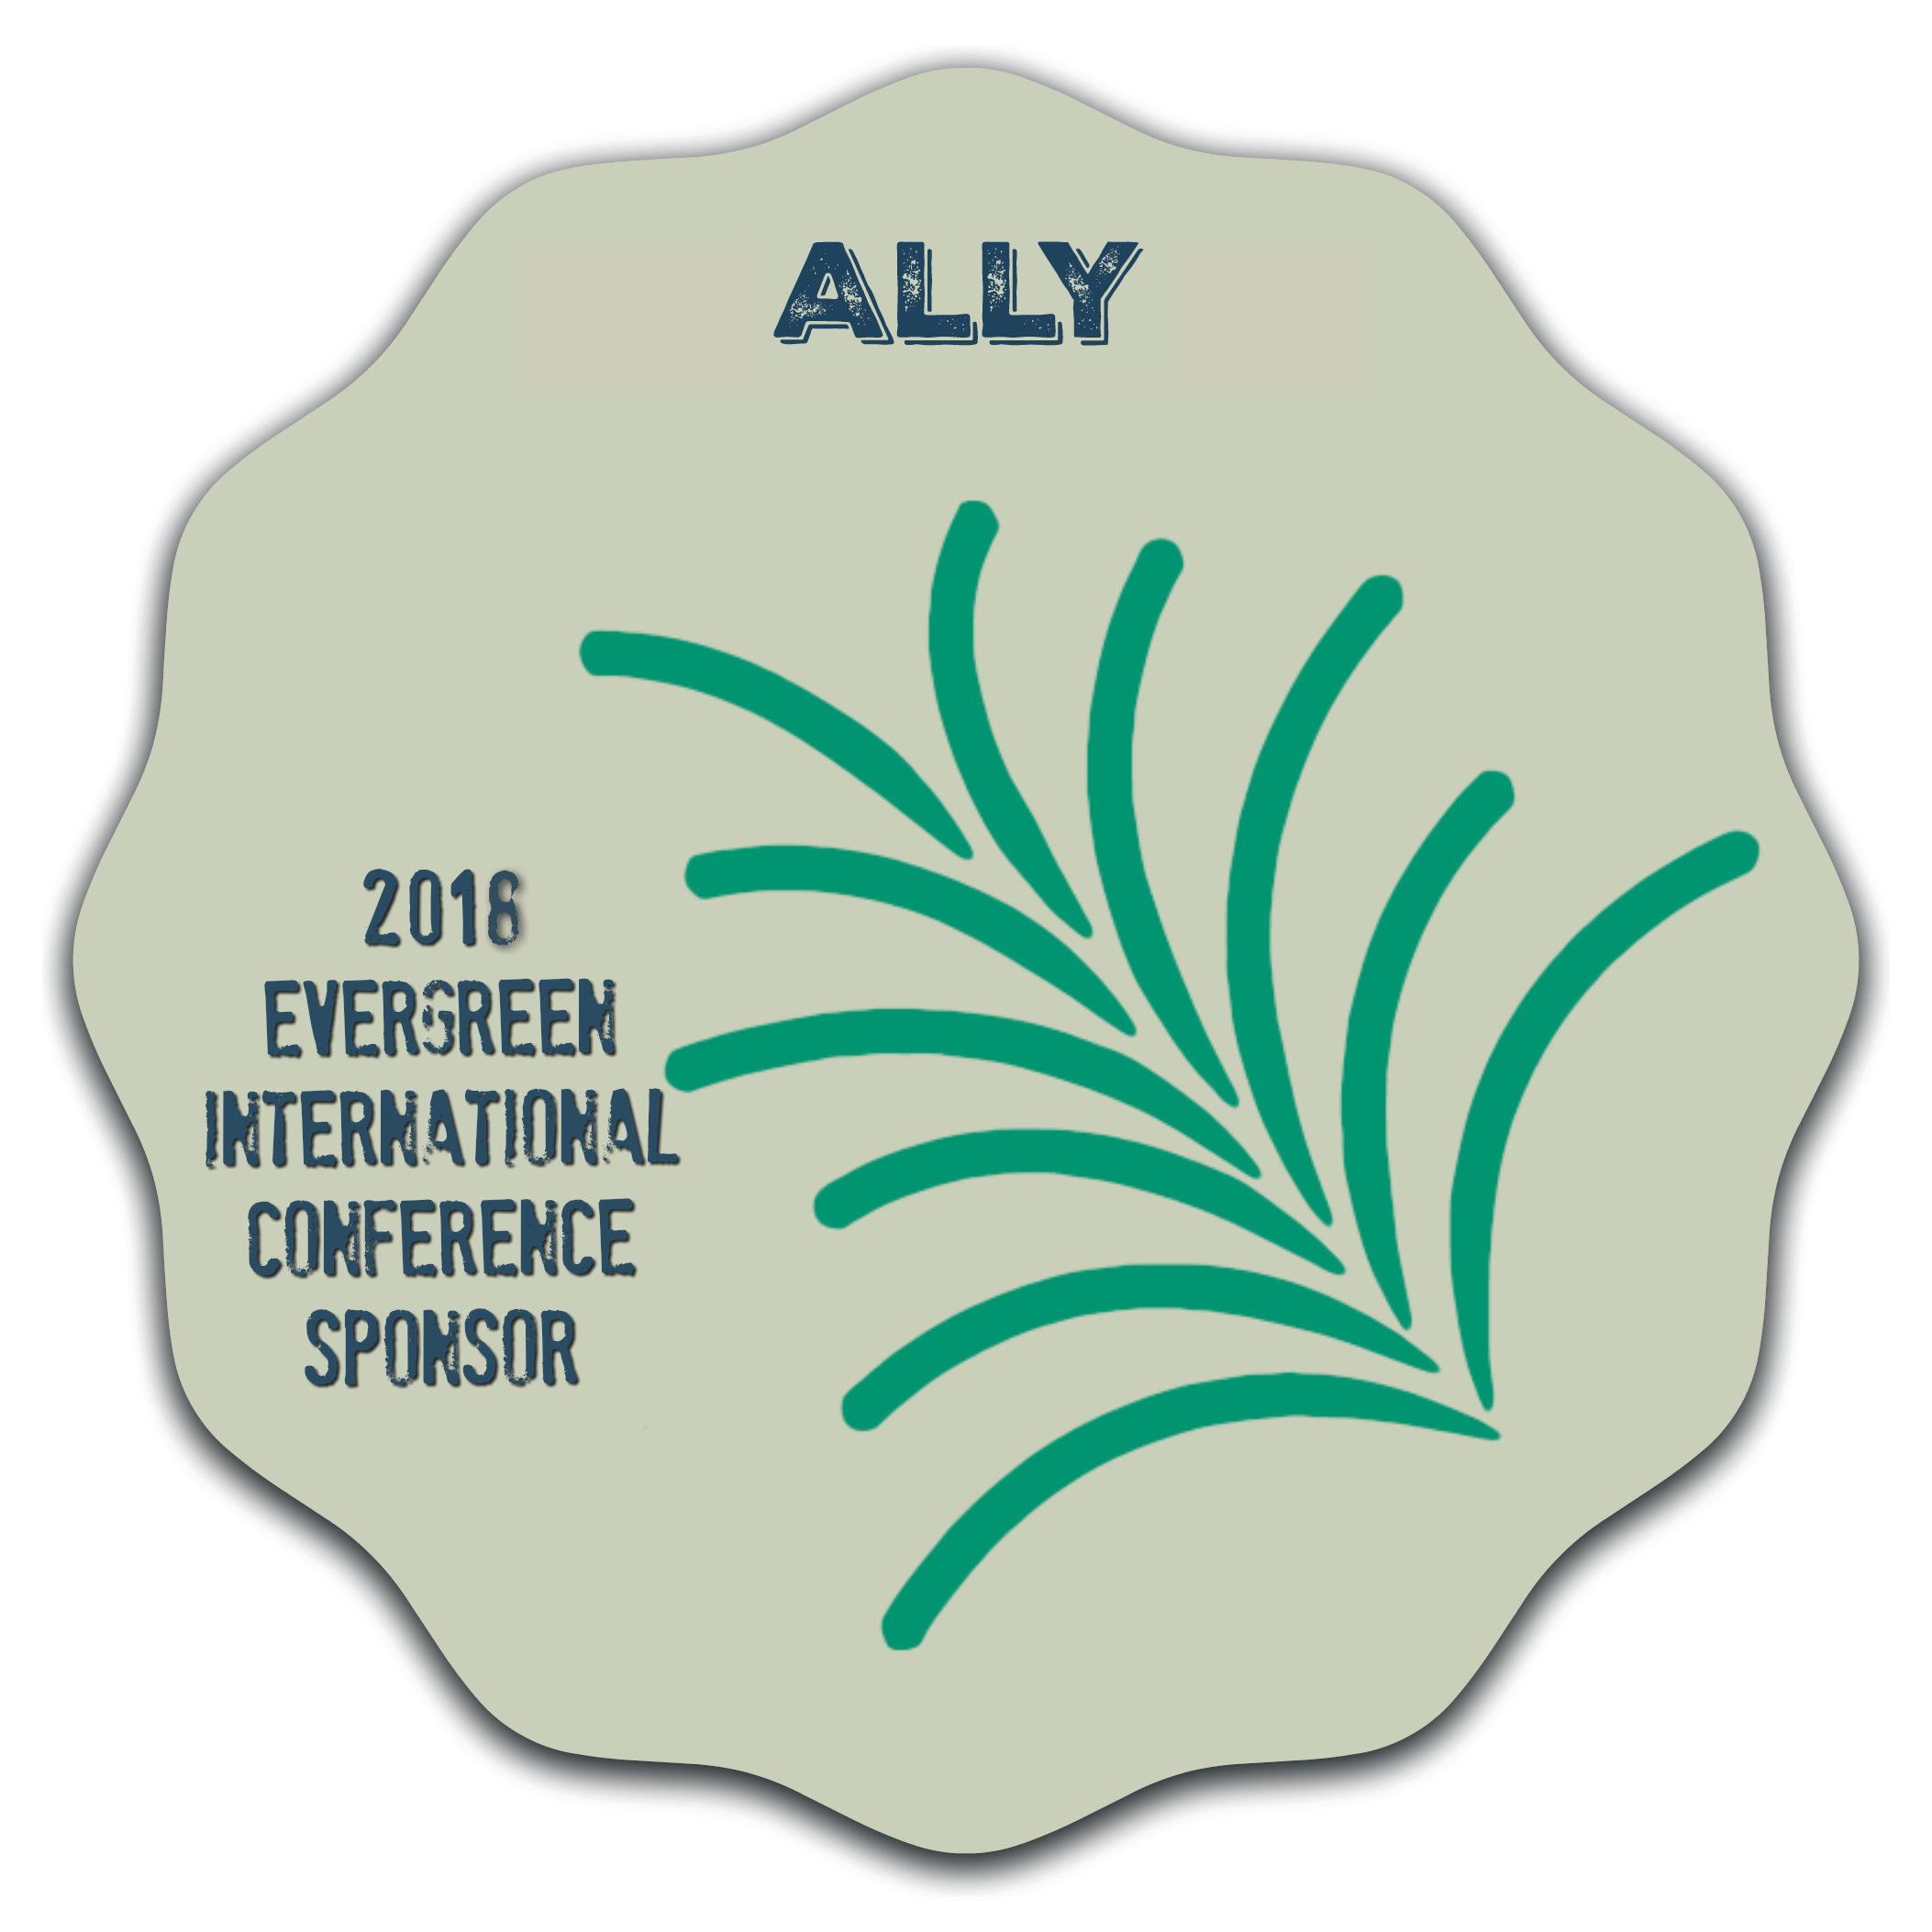 ALLY
2018
EVERGREEN
INTERNATIONAL
CONFERENCE
SPONSOR